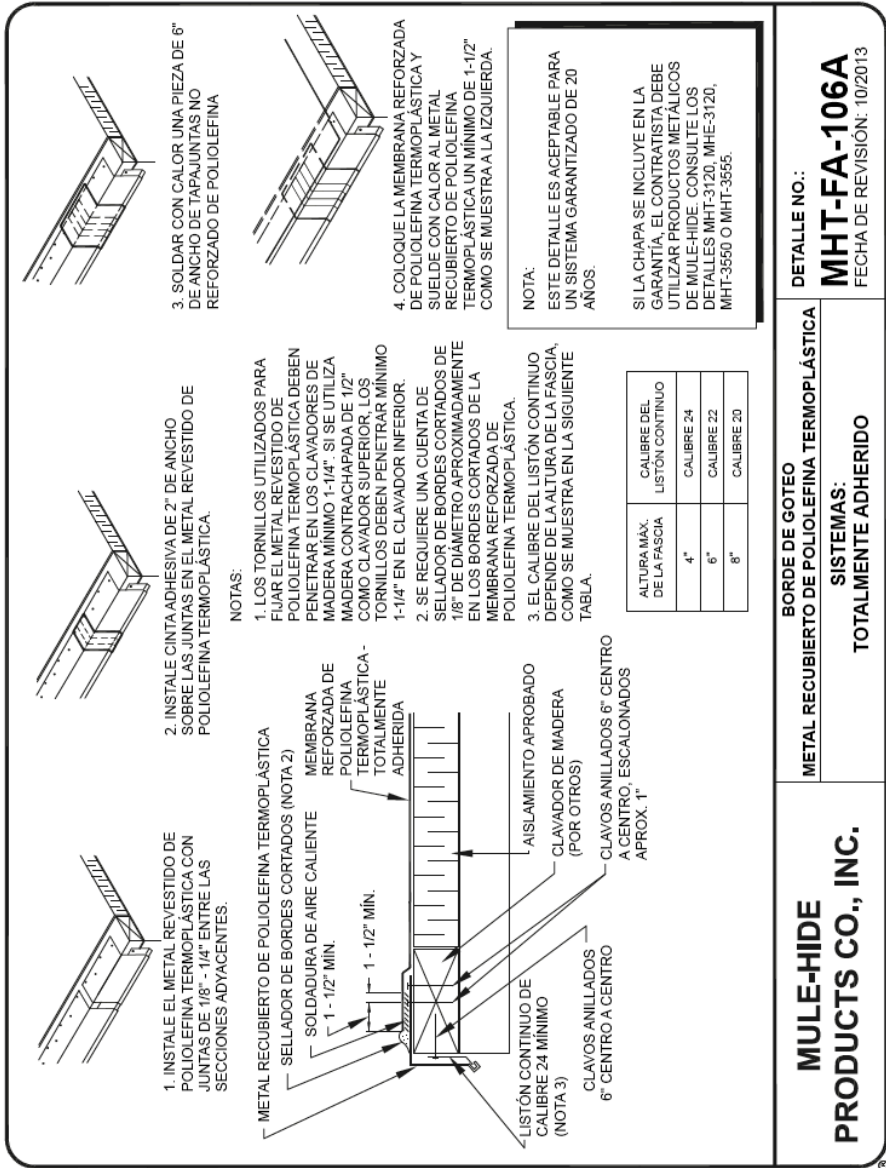 1. INSTALE EL METAL REVESTIDO DE
POLIOLEFINA TERMOPLÁSTICA CON
JUNTAS DE 1/8" - 1/4" ENTRE LAS
SECCIONES ADYACENTES.
2. INSTALE CINTA ADHESIVA DE 2" DE ANCHO
SOBRE LAS JUNTAS EN EL METAL REVESTIDO DE
POLIOLEFINA TERMOPLÁSTICA.
3. SOLDAR CON CALOR UNA PIEZA DE 6"
DE ANCHO DE TAPAJUNTAS NO
REFORZADO DE POLIOLEFINA
4. COLOQUE LA MEMBRANA REFORZADA
DE POLIOLEFINA TERMOPLÁSTICA Y
SUELDE CON CALOR AL METAL
RECUBIERTO DE POLIOLEFINA
TERMOPLÁSTICA UN MÍNIMO DE 1-1/2"
COMO SE MUESTRA A LA IZQUIERDA.
METAL RECUBIERTO DE POLIOLEFINA TERMOPLÁSTICA
SELLADOR DE BORDES CORTADOS (NOTA 2)
SOLDADURA DE AIRE CALIENTE
1 - 1/2" MÍN.
1 - 1/2" MÍN.
MEMBRANA
REFORZADA DE
POLIOLEFINA
TERMOPLÁSTICA -
TOTALMENTE
ADHERIDA
AISLAMIENTO APROBADO
CLAVADOR DE MADERA
(POR OTROS)
CLAVOS ANILLADOS 6" CENTRO
A CENTRO, ESCALONADOS
APROX. 1"
CLAVOS ANILLADOS
6" CENTRO A CENTRO
LISTÓN CONTINUO DE
CALIBRE 24 MÍNIMO
(NOTA 3)
NOTAS:
1. LOS TORNILLOS UTILIZADOS PARA
FIJAR EL METAL REVESTIDO DE
POLIOLEFINA TERMOPLÁSTICA DEBEN
PENETRAR EN LOS CLAVADORES DE
MADERA MÍNIMO 1-1/4". SI SE UTILIZA
MADERA CONTRACHAPADA DE 1/2"
COMO CLAVADOR SUPERIOR, LOS
TORNILLOS DEBEN PENETRAR MÍNIMO
1-1/4" EN EL CLAVADOR INFERIOR.
2. SE REQUIERE UNA CUENTA DE
SELLADOR DE BORDES CORTADOS DE
1/8" DE DIÁMETRO APROXIMADAMENTE
EN LOS BORDES CORTADOS DE LA
MEMBRANA REFORZADA DE
POLIOLEFINA TERMOPLÁSTICA.
3. EL CALIBRE DEL LISTÓN CONTINUO
DEPENDE DE LA ALTURA DE LA FASCIA,
COMO SE MUESTRA EN LA SIGUIENTE
TABLA.
ALTURA MÁX. DE LA FASCIA CALIBRE DEL LISTÓN CONTINUO
4" CALIBRE 24
6" CALIBRE 22
8" CALIBRE 20
NOTA:
ESTE DETALLE ES ACEPTABLE PARA
UN SISTEMA GARANTIZADO DE 20
AÑOS.
SI LA CHAPA SE INCLUYE EN LA
GARANTÍA, EL CONTRATISTA DEBE
UTILIZAR PRODUCTOS METÁLICOS
DE MULE-HIDE. CONSULTE LOS
DETALLES MHT-3120, MHE-3120,
MHT-3550 O MHT-3555.
MULE-HIDE
PRODUCTS CO., INC.
BORDE DE GOTEO
METAL RECUBIERTO DE POLIOLEFINA TERMOPLÁSTICA
SISTEMAS:
TOTALMENTE ADHERIDO
DETALLE NO.:
MHT-FA-106A
FECHA DE REVISIÓN: 10/2013